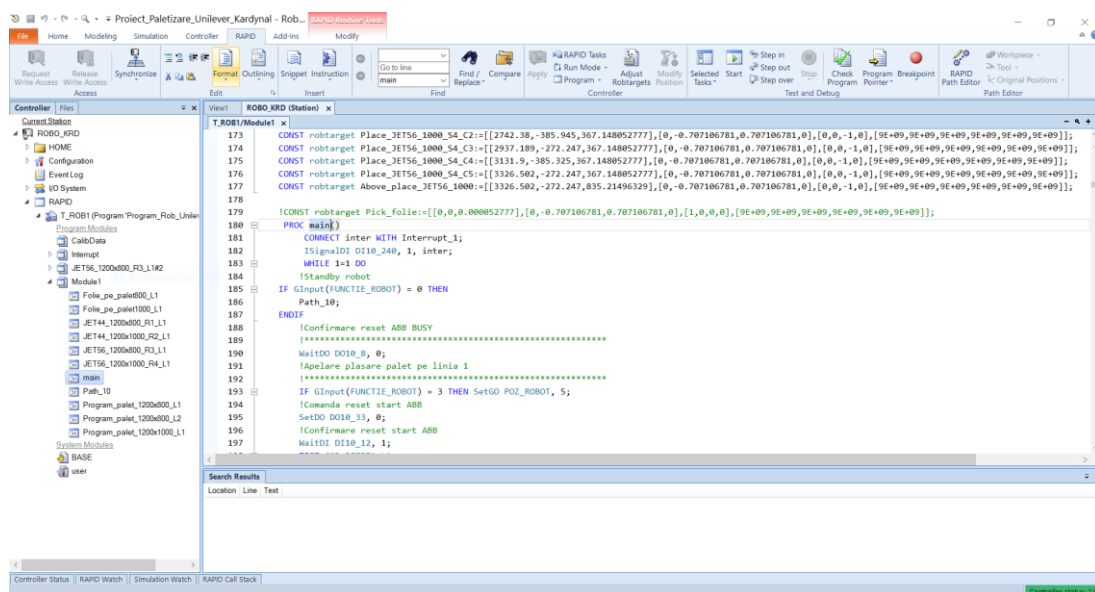 Proiect_Paletizare_Unilever_Kardynal - Rob... RAPID Routine Tools
File Home Modeling Simulation Controller RAPID Add-Ins Modify
Request Write Access Release Write Access Synchronize Format Outlining Snippet Instruction Go to line main Find / Replace Compare Apply RAPID Tasks Run Mode Program Adjust Robtargets Modify Position Selected Tasks Start Step in Step out Step over Stop Check Program Program Pointer Breakpoint RAPID Path Editor Workpiece Tool Original Positions
Access Edit Insert Find Controller Test and Debug Path Editor
Controller Files View1 ROBO_KRD (Station) x
Current Station
ROBO_KRD
HOME
Configuration
Event Log
I/O System
RAPID
T_ROB1 (Program 'Program_Rob_Unilev
Program Modules
CalibData
Interrupt
JET56_1200x800_R3_L1#2
Module1
Folie_pe_palet800_L1
Folie_pe_palet1000_L1
JET44_1200x800_R1_L1
JET44_1200x1000_R2_L1
JET56_1200x800_R3_L1
JET56_1200x1000_R4_L1
main
Path_10
Program_palet_1200x800_L1
Program_palet_1200x800_L2
Program_palet_1200x1000_L1
System Modules
BASE
user
T_ROB1/Module1 x
173 CONST robtarget Place_JET56_1000_S4_C2:=[[2742.38,-385.945,367.148052777],[0,-0.707106781,0.707106781,0],[0,0,-1,0],[9E+09,9E+09,9E+09,9E+09,9E+09,9E+09]];
174 CONST robtarget Place_JET56_1000_S4_C3:=[[2937.189,-272.247,367.148052777],[0,-0.707106781,0.707106781,0],[0,0,-1,0],[9E+09,9E+09,9E+09,9E+09,9E+09,9E+09]];
175 CONST robtarget Place_JET56_1000_S4_C4:=[[3131.9,-385.325,367.148052777],[0,-0.707106781,0.707106781,0],[0,0,-1,0],[9E+09,9E+09,9E+09,9E+09,9E+09,9E+09]];
176 CONST robtarget Place_JET56_1000_S4_C5:=[[3326.502,-272.247,367.148052777],[0,-0.707106781,0.707106781,0],[0,0,-1,0],[9E+09,9E+09,9E+09,9E+09,9E+09,9E+09]];
177 CONST robtarget Above_place_JET56_1000:=[[3326.502,-272.247,835.21496329],[0,-0.707106781,0.707106781,0],[0,0,-1,0],[9E+09,9E+09,9E+09,9E+09,9E+09,9E+09]];
178
179 !CONST robtarget Pick_folie:=[[0,0,0.000052777],[0,-0.707106781,0.707106781,0],[1,0,0,0],[9E+09,9E+09,9E+09,9E+09,9E+09,9E+09]];
180 PROC main()
181 CONNECT inter WITH Interrupt_1;
182 ISignalDI DI10_240, 1, inter;
183 WHILE 1=1 DO
184 !Standby robot
185 IF GInput(FUNCTIE_ROBOT) = 0 THEN
186 Path_10;
187 ENDIF
188 !Confirmare reset ABB BUSY
189 !***********************************************************
190 WaitDO DO10_8, 0;
191 !Apelare plasare palet pe linia 1
192 !***********************************************************
193 IF GInput(FUNCTIE_ROBOT) = 3 THEN SetGO POZ_ROBOT, 5;
194 !Comanda reset start ABB
195 SetDO DO10_33, 0;
196 !Confirmare reset start ABB
197 WaitDI DI10_12, 1;
Search Results
Location Line Text
Controller Status RAPID Watch Simulation Watch RAPID Call Stack
Controller status: